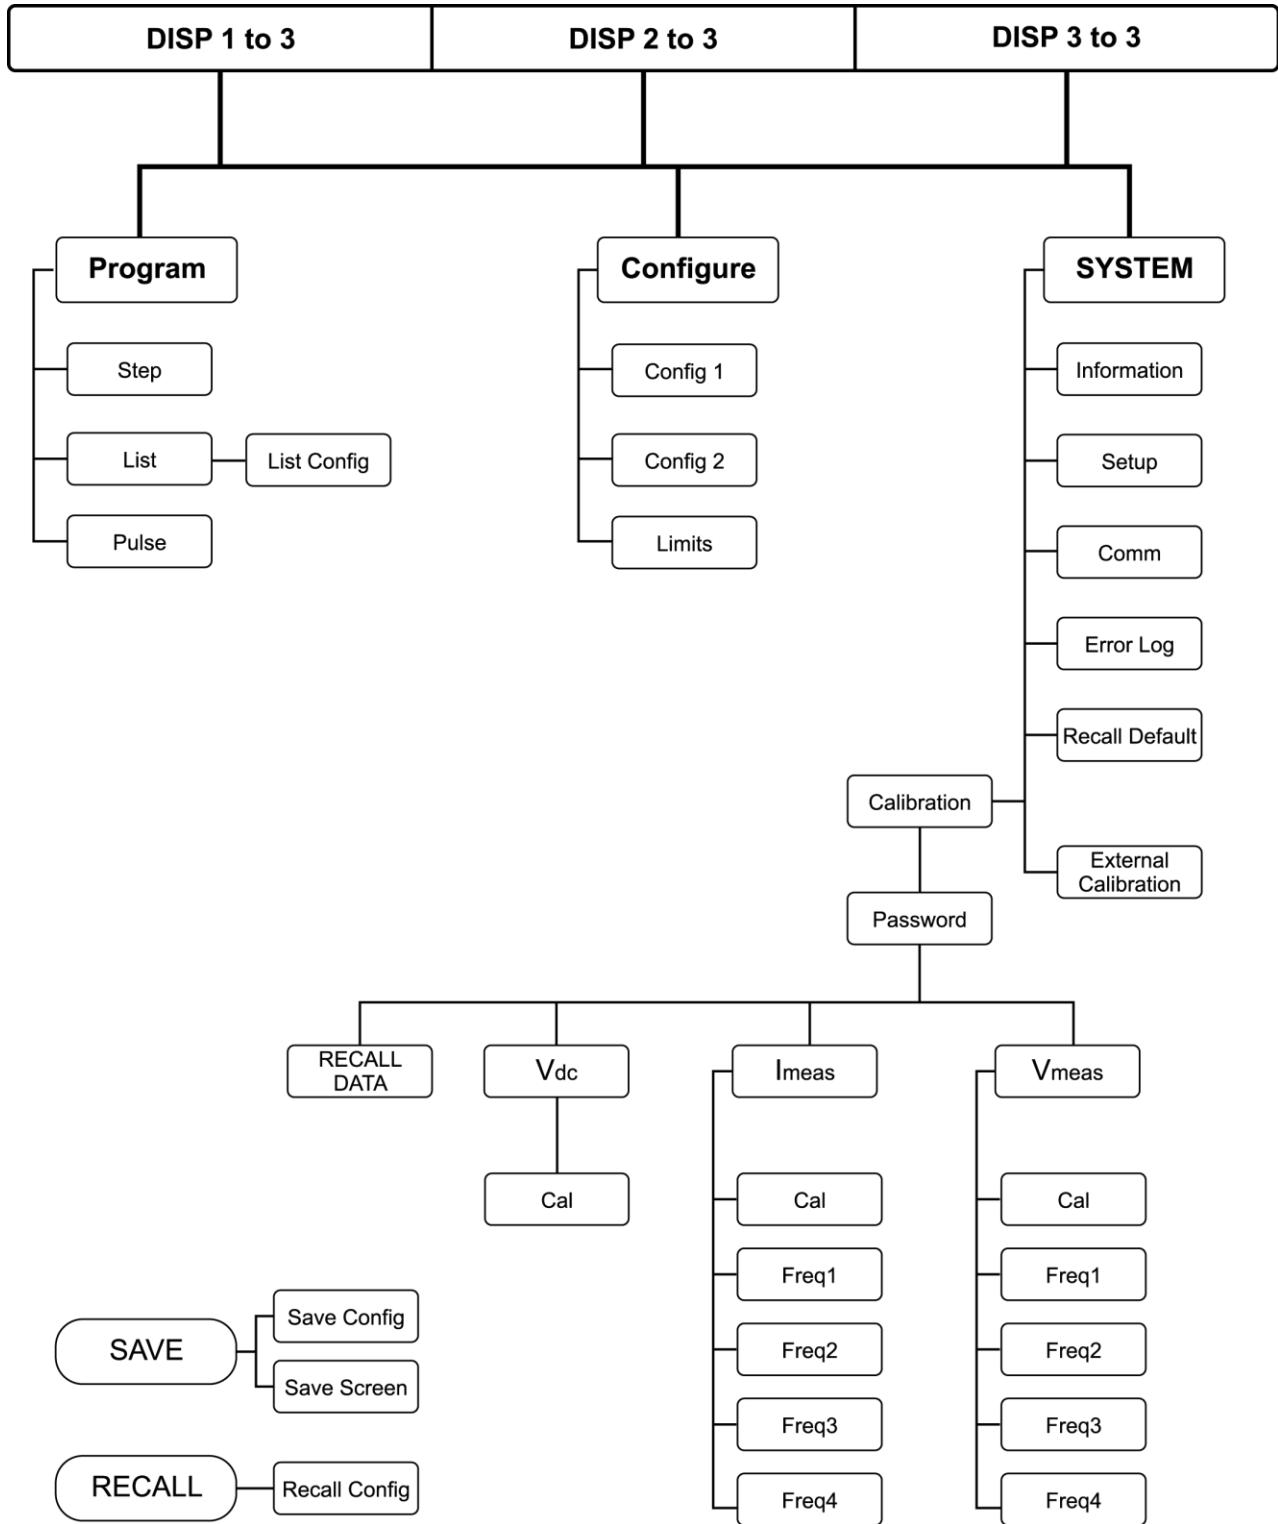 DISP 1 to 3
DISP 2 to 3
DISP 3 to 3
Program
Configure
SYSTEM
Step
Config 1
Information
List
List Config
Config 2
Setup
Pulse
Limits
Comm
Error Log
Recall Default
Calibration
External
Calibration
Password
RECALL
DATA
Vdc
Imeas
Vmeas
Cal
Cal
Cal
Freq1
Freq1
Save Config
SAVE
Freq2
Freq2
Save Screen
Freq3
Freq3
RECALL
Recall Config
Freq4
Freq4